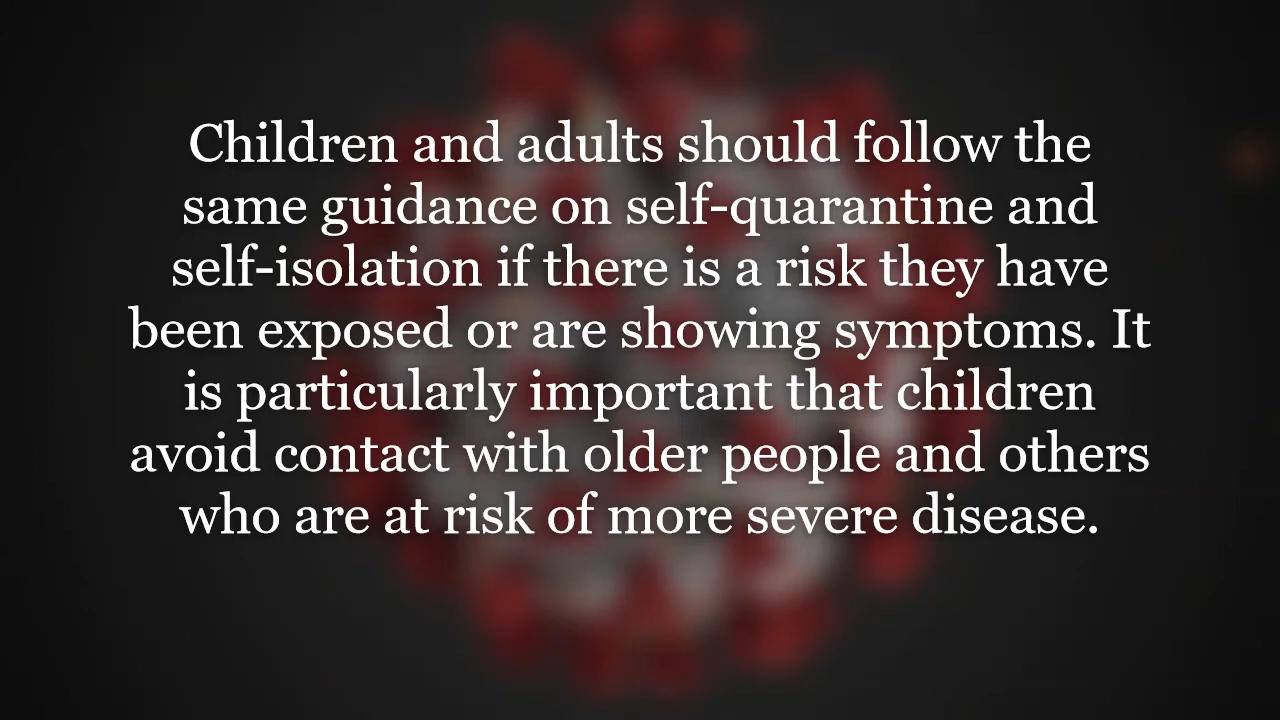 Children and adults should follow the
same guidance on self-quarantine and
self-isolation if there is a risk they have
been exposed or are showing symptoms. It
is particularly important that children
avoid contact with older people and others
who are at risk of more severe disease.